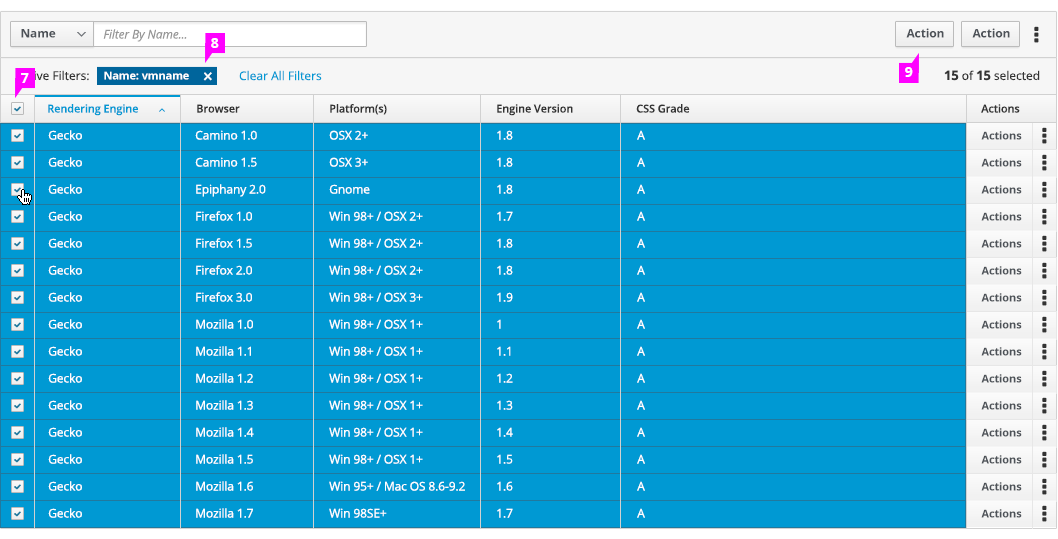 Name Filter By Name... Action Action
8
7 ve Filters: Name: vmname x Clear All Filters 9 15 of 15 selected
Rendering Engine Browser Platform(s) Engine Version CSS Grade Actions
Gecko Camino 1.0 OSX 2+ 1.8 A Actions
Gecko Camino 1.5 OSX 3+ 1.8 A Actions
Gecko Epiphany 2.0 Gnome 1.8 A Actions
Gecko Firefox 1.0 Win 98+ / OSX 2+ 1.7 A Actions
Gecko Firefox 1.5 Win 98+ / OSX 2+ 1.8 A Actions
Gecko Firefox 2.0 Win 98+ / OSX 2+ 1.8 A Actions
Gecko Firefox 3.0 Win 98+ / OSX 3+ 1.9 A Actions
Gecko Mozilla 1.0 Win 98+ / OSX 1+ 1 A Actions
Gecko Mozilla 1.1 Win 98+ / OSX 1+ 1.1 A Actions
Gecko Mozilla 1.2 Win 98+ / OSX 1+ 1.2 A Actions
Gecko Mozilla 1.3 Win 98+ / OSX 1+ 1.3 A Actions
Gecko Mozilla 1.4 Win 98+ / OSX 1+ 1.4 A Actions
Gecko Mozilla 1.5 Win 98+ / OSX 1+ 1.5 A Actions
Gecko Mozilla 1.6 Win 95+ / Mac OS 8.6-9.2 1.6 A Actions
Gecko Mozilla 1.7 Win 98SE+ 1.7 A Actions